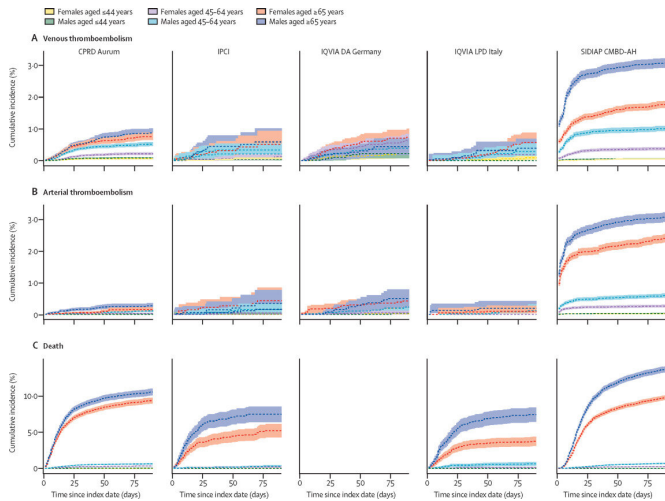 Females aged ≤44 years Females 45–64 years Females aged ≥65 years
Males aged ≤44 years Males aged 45–64 years Males aged ≥65 years
A Venous thromboembolism
CPRD Aurum IPCI IQVIA DA Germany IQVIA LPD Italy SIDIAP CMBD-AH
Cumulative incidence (%)
3·0
2·0
1·0
0
B Arterial thromboembolism
Cumulative incidence (%)
3·0
2·0
1·0
0
C Death
Cumulative incidence (%)
10·0
5·0
0
0 25 50 75 0 25 50 75 0 25 50 75 0 25 50 75 0 25 50 75
Time since index date (days) Time since index date (days) Time since index date (days) Time since index date (days) Time since index date (days)